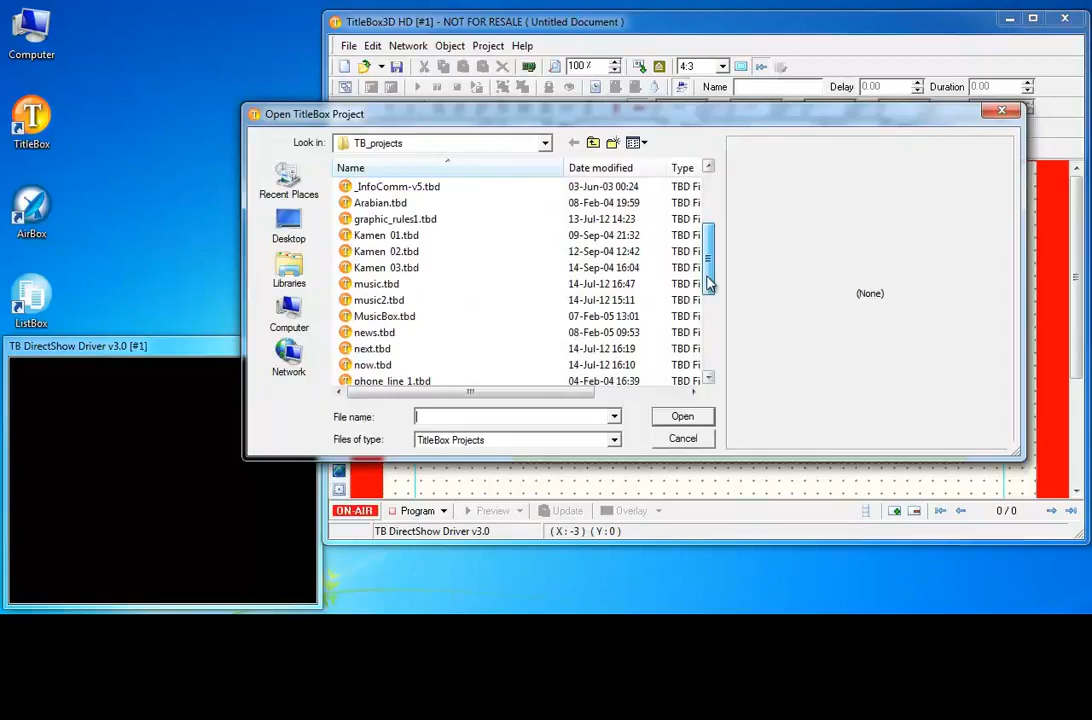 Computer
TitleBox
AirBox
ListBox
TB DirectShow Driver v3.0 [#1]
TitleBox3D HD [#1] - NOT FOR RESALE ( Untitled Document )
File Edit Network Object Project Help
100 % 4:3
Name Delay 0.00 Duration 0.00
Open TitleBox Project
Look in: TB_projects
Recent Places
Desktop
Libraries
Computer
Network
Name Date modified Type
_InfoComm-v5.tbd 03-Jun-03 00:24 TBD Fi
Arabian.tbd 08-Feb-04 19:59 TBD Fi
graphic_rules1.tbd 13-Jul-12 14:23 TBD Fi
Kamen_01.tbd 09-Sep-04 21:32 TBD Fi
Kamen_02.tbd 12-Sep-04 12:42 TBD Fi
Kamen_03.tbd 14-Sep-04 16:04 TBD Fi
music.tbd 14-Jul-12 16:47 TBD Fi
music2.tbd 14-Jul-12 15:11 TBD Fi
MusicBox.tbd 07-Feb-05 13:01 TBD Fi
news.tbd 08-Feb-05 09:53 TBD Fi
next.tbd 14-Jul-12 16:19 TBD Fi
now.tbd 14-Jul-12 16:10 TBD Fi
phone_line_1.tbd 04-Feb-04 16:39 TBD Fi
(None)
File name: Open
Files of type: TitleBox Projects Cancel
ON-AIR Program Preview Update Overlay 0 / 0
TB DirectShow Driver v3.0 ( X : -3 ) ( Y : 0 )